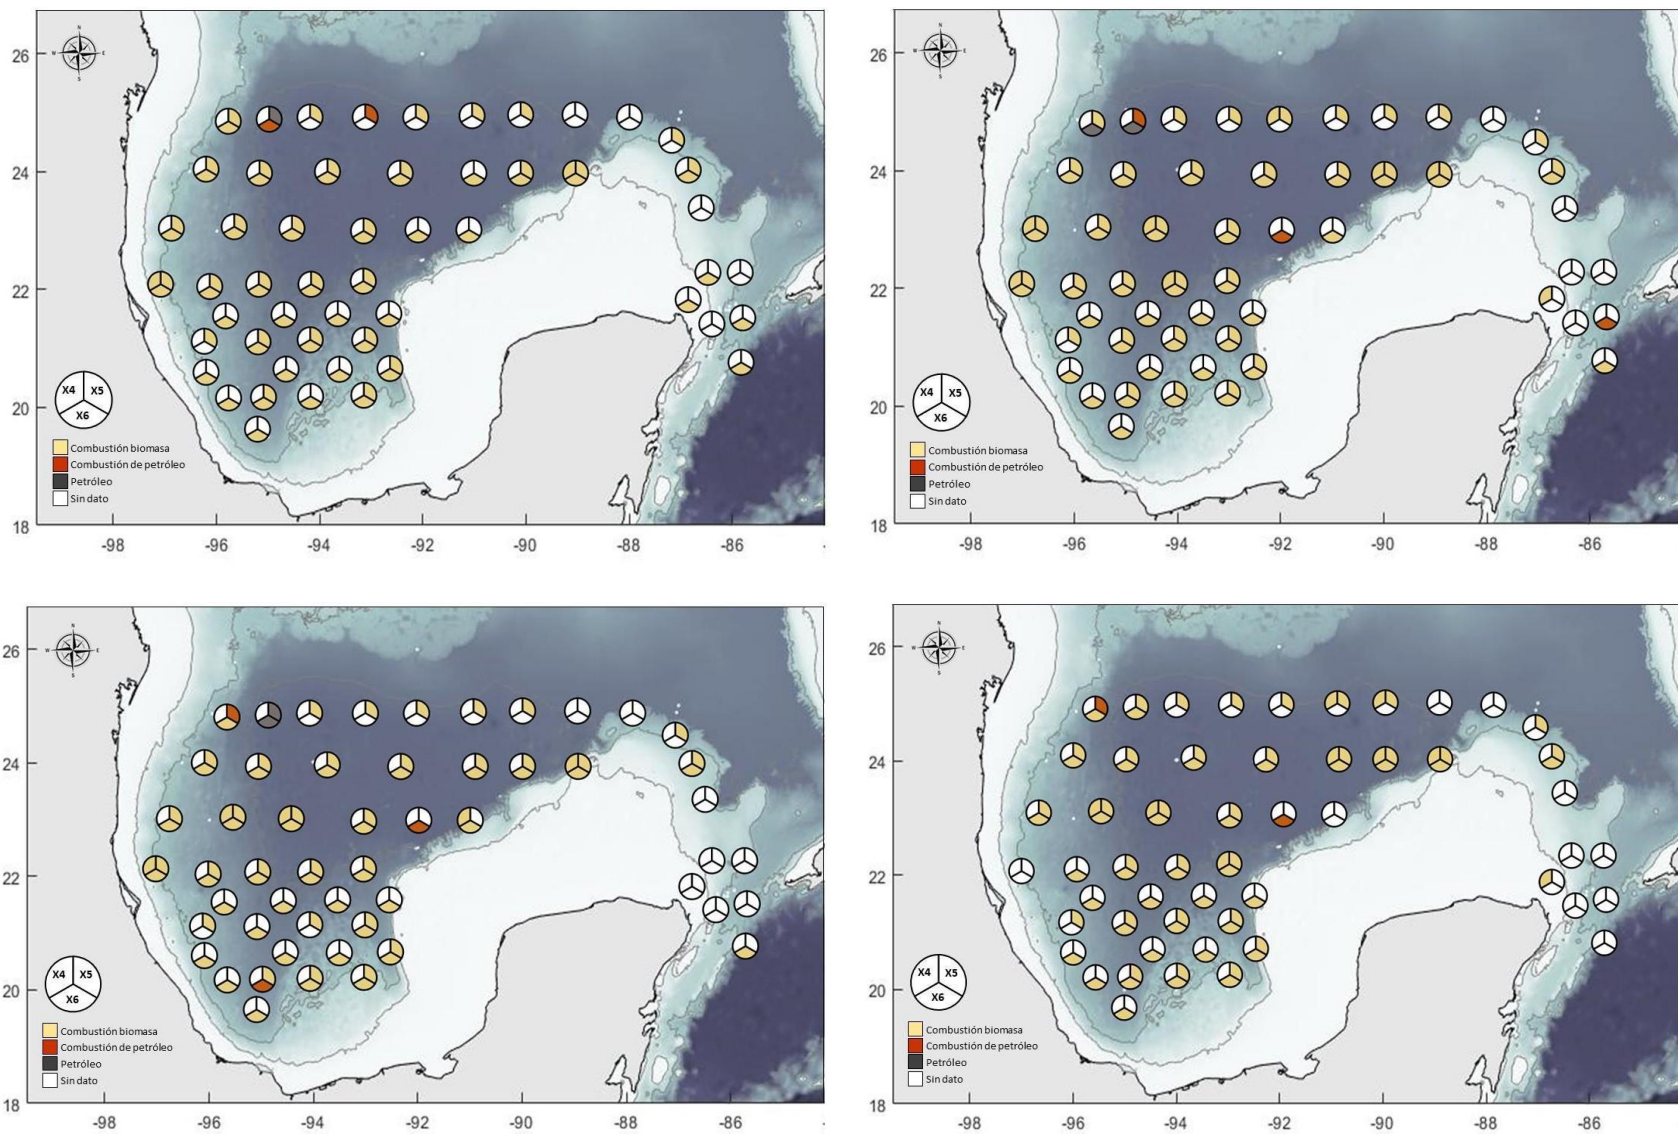 N
26
W
E
S
24
22
X4 X5
X6
20
Combustión biomasa
Combustión de petróleo
Petróleo
Sin dato
18
-98 -96 -94 -92 -90 -88 -86
N
26
W
E
S
24
22
X4 X5
X6
20
Combustión biomasa
Combustión de petróleo
Petróleo
Sin dato
18
-98 -96 -94 -92 -90 -88 -86
N
26
W
E
S
24
22
X4 X5
X6
20
Combustión biomasa
Combustión de petróleo
Petróleo
Sin dato
18
-98 -96 -94 -92 -90 -88 -86
N
26
W
E
S
24
22
X4 X5
X6
20
Combustión biomasa
Combustión de petróleo
Petróleo
Sin dato
18
-98 -96 -94 -92 -90 -88 -86